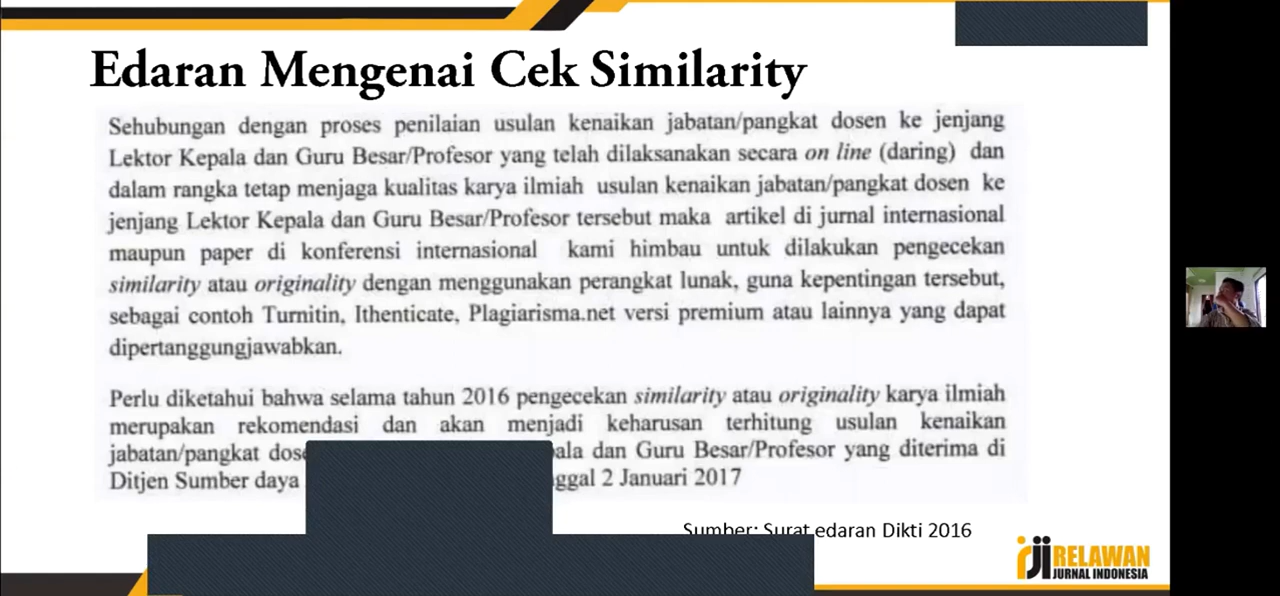 Edaran Mengenai Cek Similarity
Sehubungan dengan proses penilaian usulan kenaikan jabatan/pangkat dosen ke jenjang
Lektor Kepala dan Guru Besar/Profesor yang telah dilaksanakan secara on line (daring) dan
dalam rangka tetap menjaga kualitas karya ilmiah usulan kenaikan jabatan/pangkat dosen ke
jenjang Lektor Kepala dan Guru Besar/Profesor tersebut maka artikel di jurnal internasional
maupun paper di konferensi internasional kami himbau untuk dilakukan pengecekan
similarity atau originality dengan menggunakan perangkat lunak, guna kepentingan tersebut,
sebagai contoh Turnitin, Ithenticate, Plagiarisma.net versi premium atau lainnya yang dapat
dipertanggungjawabkan.
Perlu diketahui bahwa selama tahun 2016 pengecekan similarity atau originality karya ilmiah
merupakan rekomendasi dan akan menjadi keharusan terhitung usulan kenaikan
jabatan/pangkat dan Guru Besar/Profesor yang diterima di
Ditjen Sumber daya 2 Januari 2017
Sumber: Surat edaran Dikti 2016
rji RELAWAN
JURNAL INDONESIA